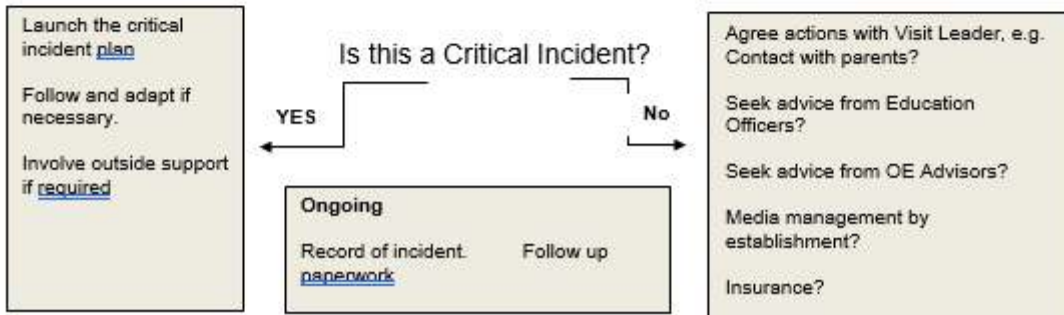 Launch the critical
incident plan
Follow and adapt if
necessary.
Involve outside support
if required
Is this a Critical Incident?
YES
No
Ongoing
Record of incident. Follow up
paperwork
Agree actions with Visit Leader, e.g.
Contact with parents?
Seek advice from Education
Officers?
Seek advice from OE Advisors?
Media management by
establishment?
Insurance?